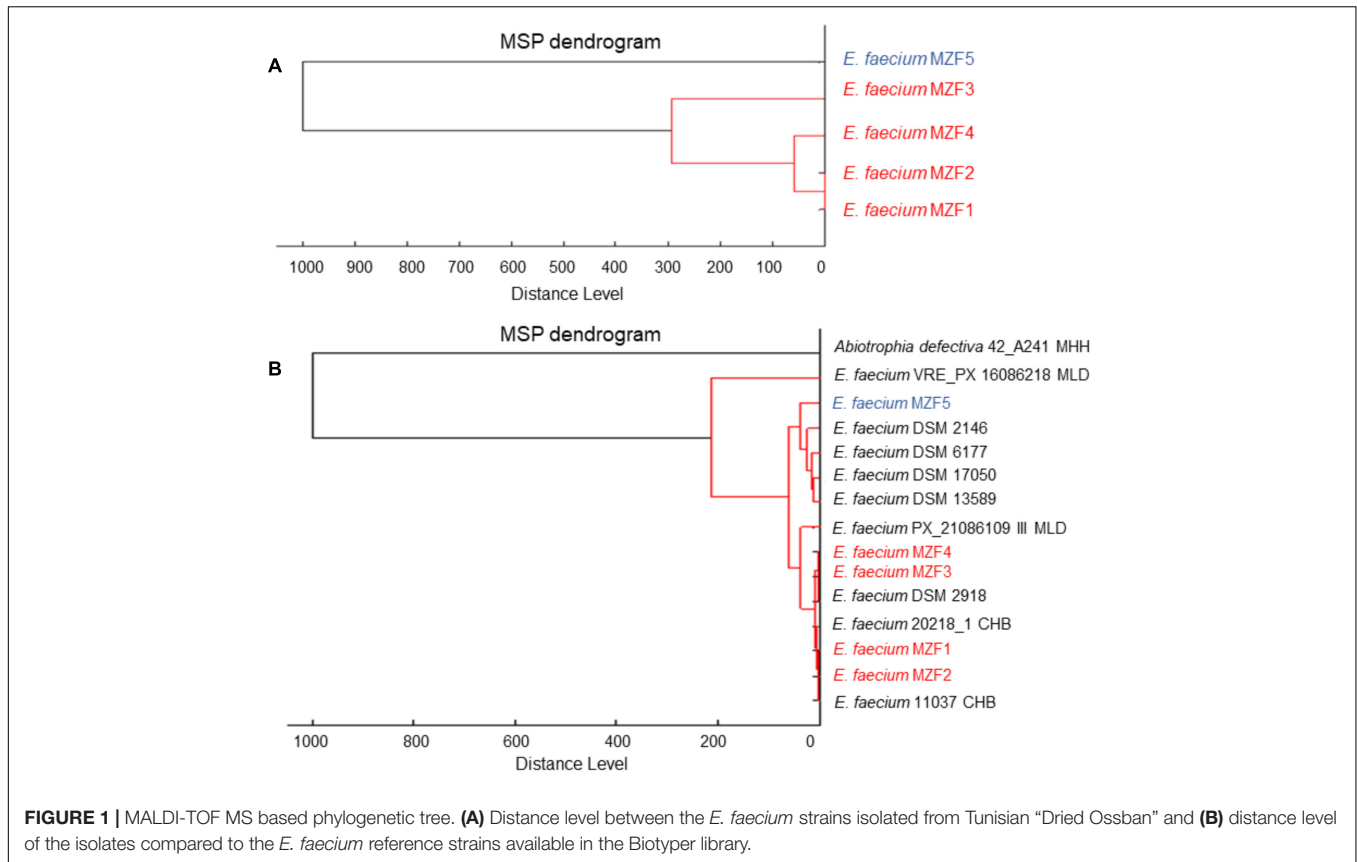 MSP dendrogram
A
E. faecium MZF5
E. faecium MZF3
E. faecium MZF4
E. faecium MZF2
E. faecium MZF1
1000 900 800 700 600 500 400 300 200 100 0
Distance Level
MSP dendrogram
B
Abiotrophia defectiva 42_A241 MHH
E. faecium VRE_PX 16086218 MLD
E. faecium MZF5
E. faecium DSM 2146
E. faecium DSM 6177
E. faecium DSM 17050
E. faecium DSM 13589
E. faecium PX_21086109 III MLD
E. faecium MZF4
E. faecium MZF3
E. faecium DSM 2918
E. faecium 20218_1 CHB
E. faecium MZF1
E. faecium MZF2
E. faecium 11037 CHB
1000 800 600 400 200 0
Distance Level
FIGURE 1 | MALDI-TOF MS based phylogenetic tree. (A) Distance level between the E. faecium strains isolated from Tunisian “Dried Ossban” and (B) distance level
of the isolates compared to the E. faecium reference strains available in the Biotyper library.